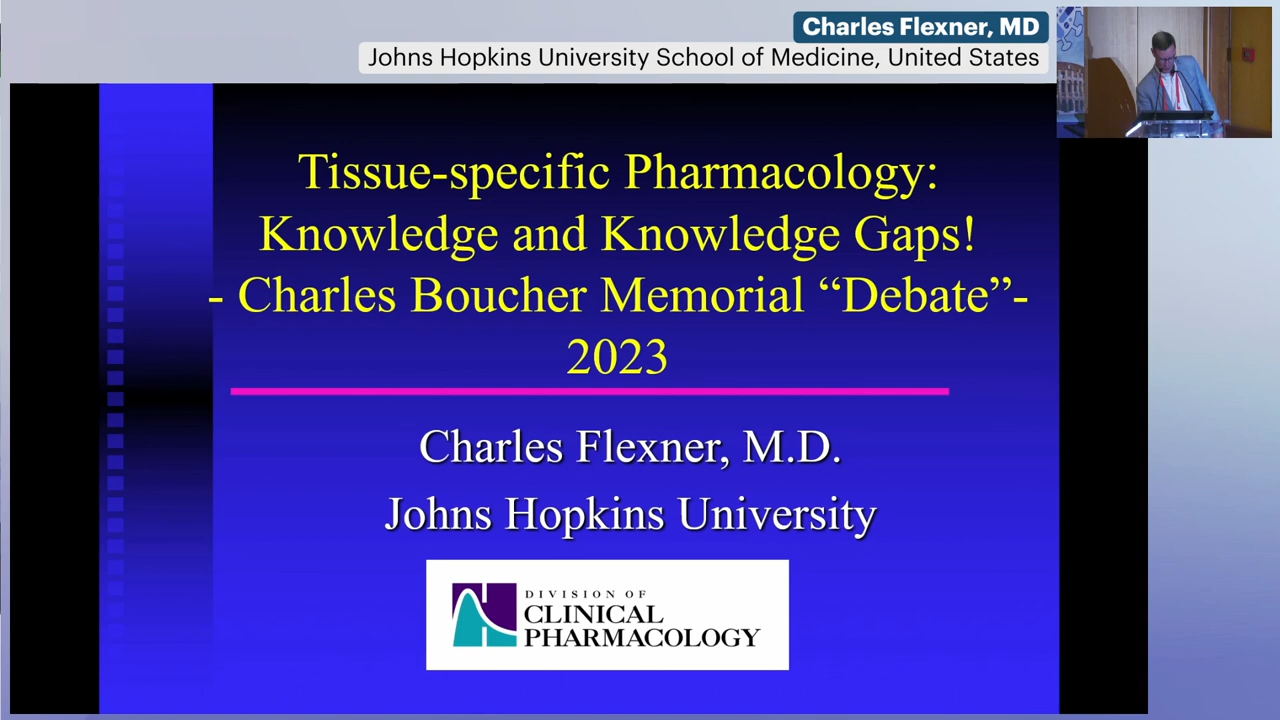 Charles Flexner, MD
Johns Hopkins University School of Medicine, United States
Tissue-specific Pharmacology:
Knowledge and Knowledge Gaps!
- Charles Boucher Memorial “Debate”-
2023
Charles Flexner, M.D.
Johns Hopkins University
DIVISION OF
CLINICAL
PHARMACOLOGY